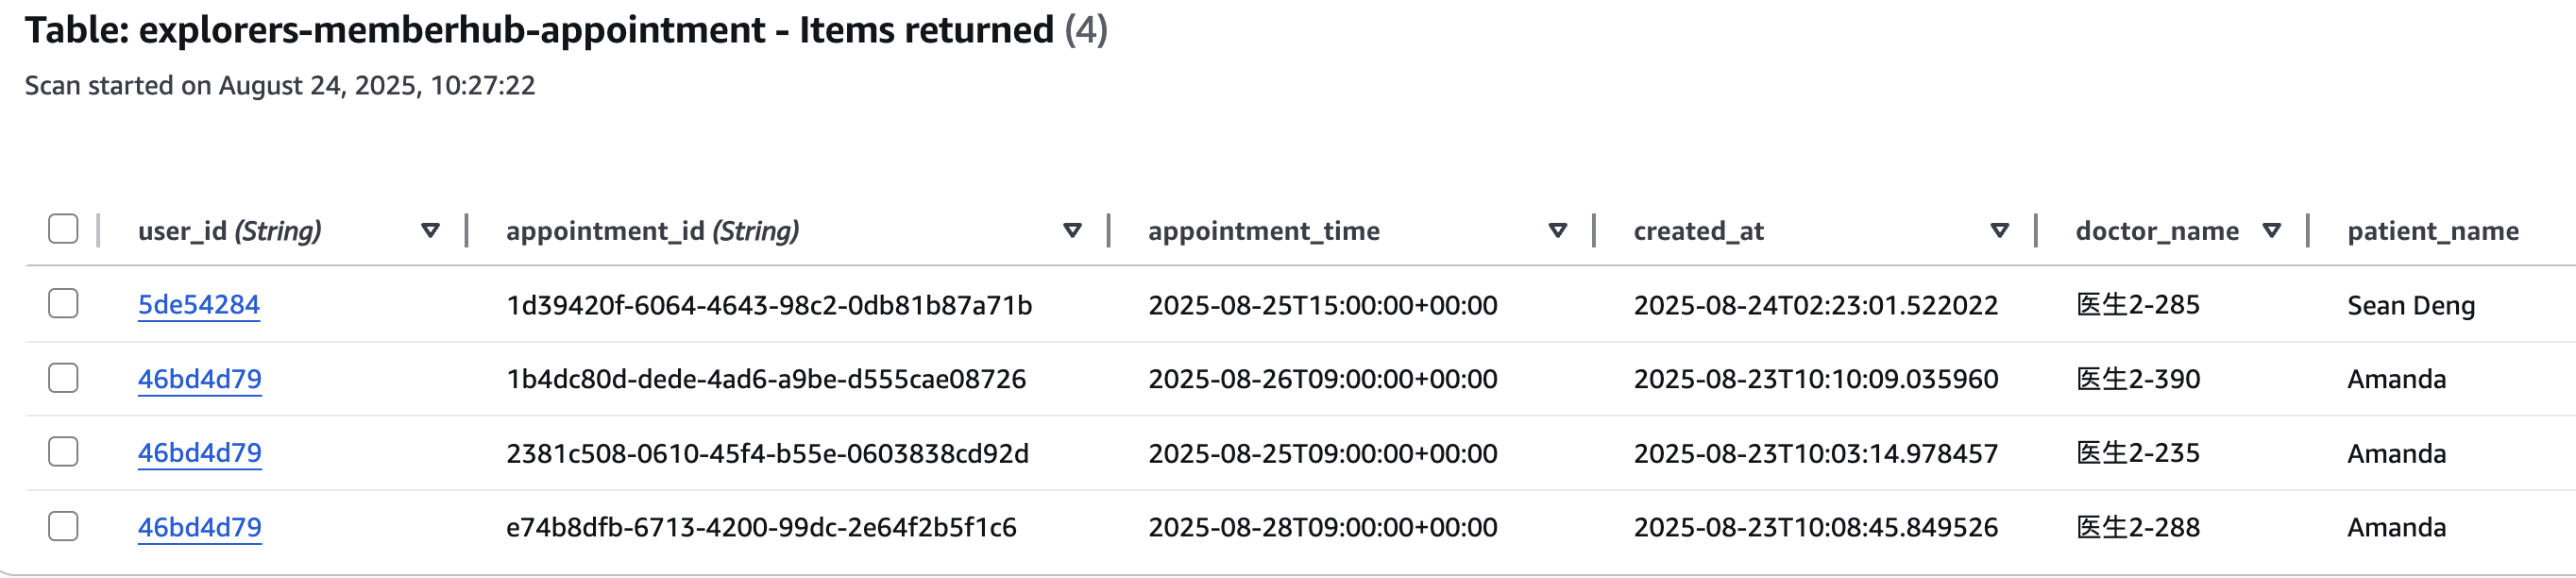 Table: explorers-memberhub-appointment - Items returned (4)
Scan started on August 24, 2025, 10:27:22
user_id (String) appointment_id (String) appointment_time created_at doctor_name patient_name
5de54284 1d39420f-6064-4643-98c2-0db81b87a71b 2025-08-25T15:00:00+00:00 2025-08-24T02:23:01.522022 医生2-285 Sean Deng
46bd4d79 1b4dc80d-dede-4ad6-a9be-d555cae08726 2025-08-26T09:00:00+00:00 2025-08-23T10:10:09.035960 医生2-390 Amanda
46bd4d79 2381c508-0610-45f4-b55e-0603838cd92d 2025-08-25T09:00:00+00:00 2025-08-23T10:03:14.978457 医生2-235 Amanda
46bd4d79 e74b8dfb-6713-4200-99dc-2e64f2b5f1c6 2025-08-28T09:00:00+00:00 2025-08-23T10:08:45.849526 医生2-288 Amanda